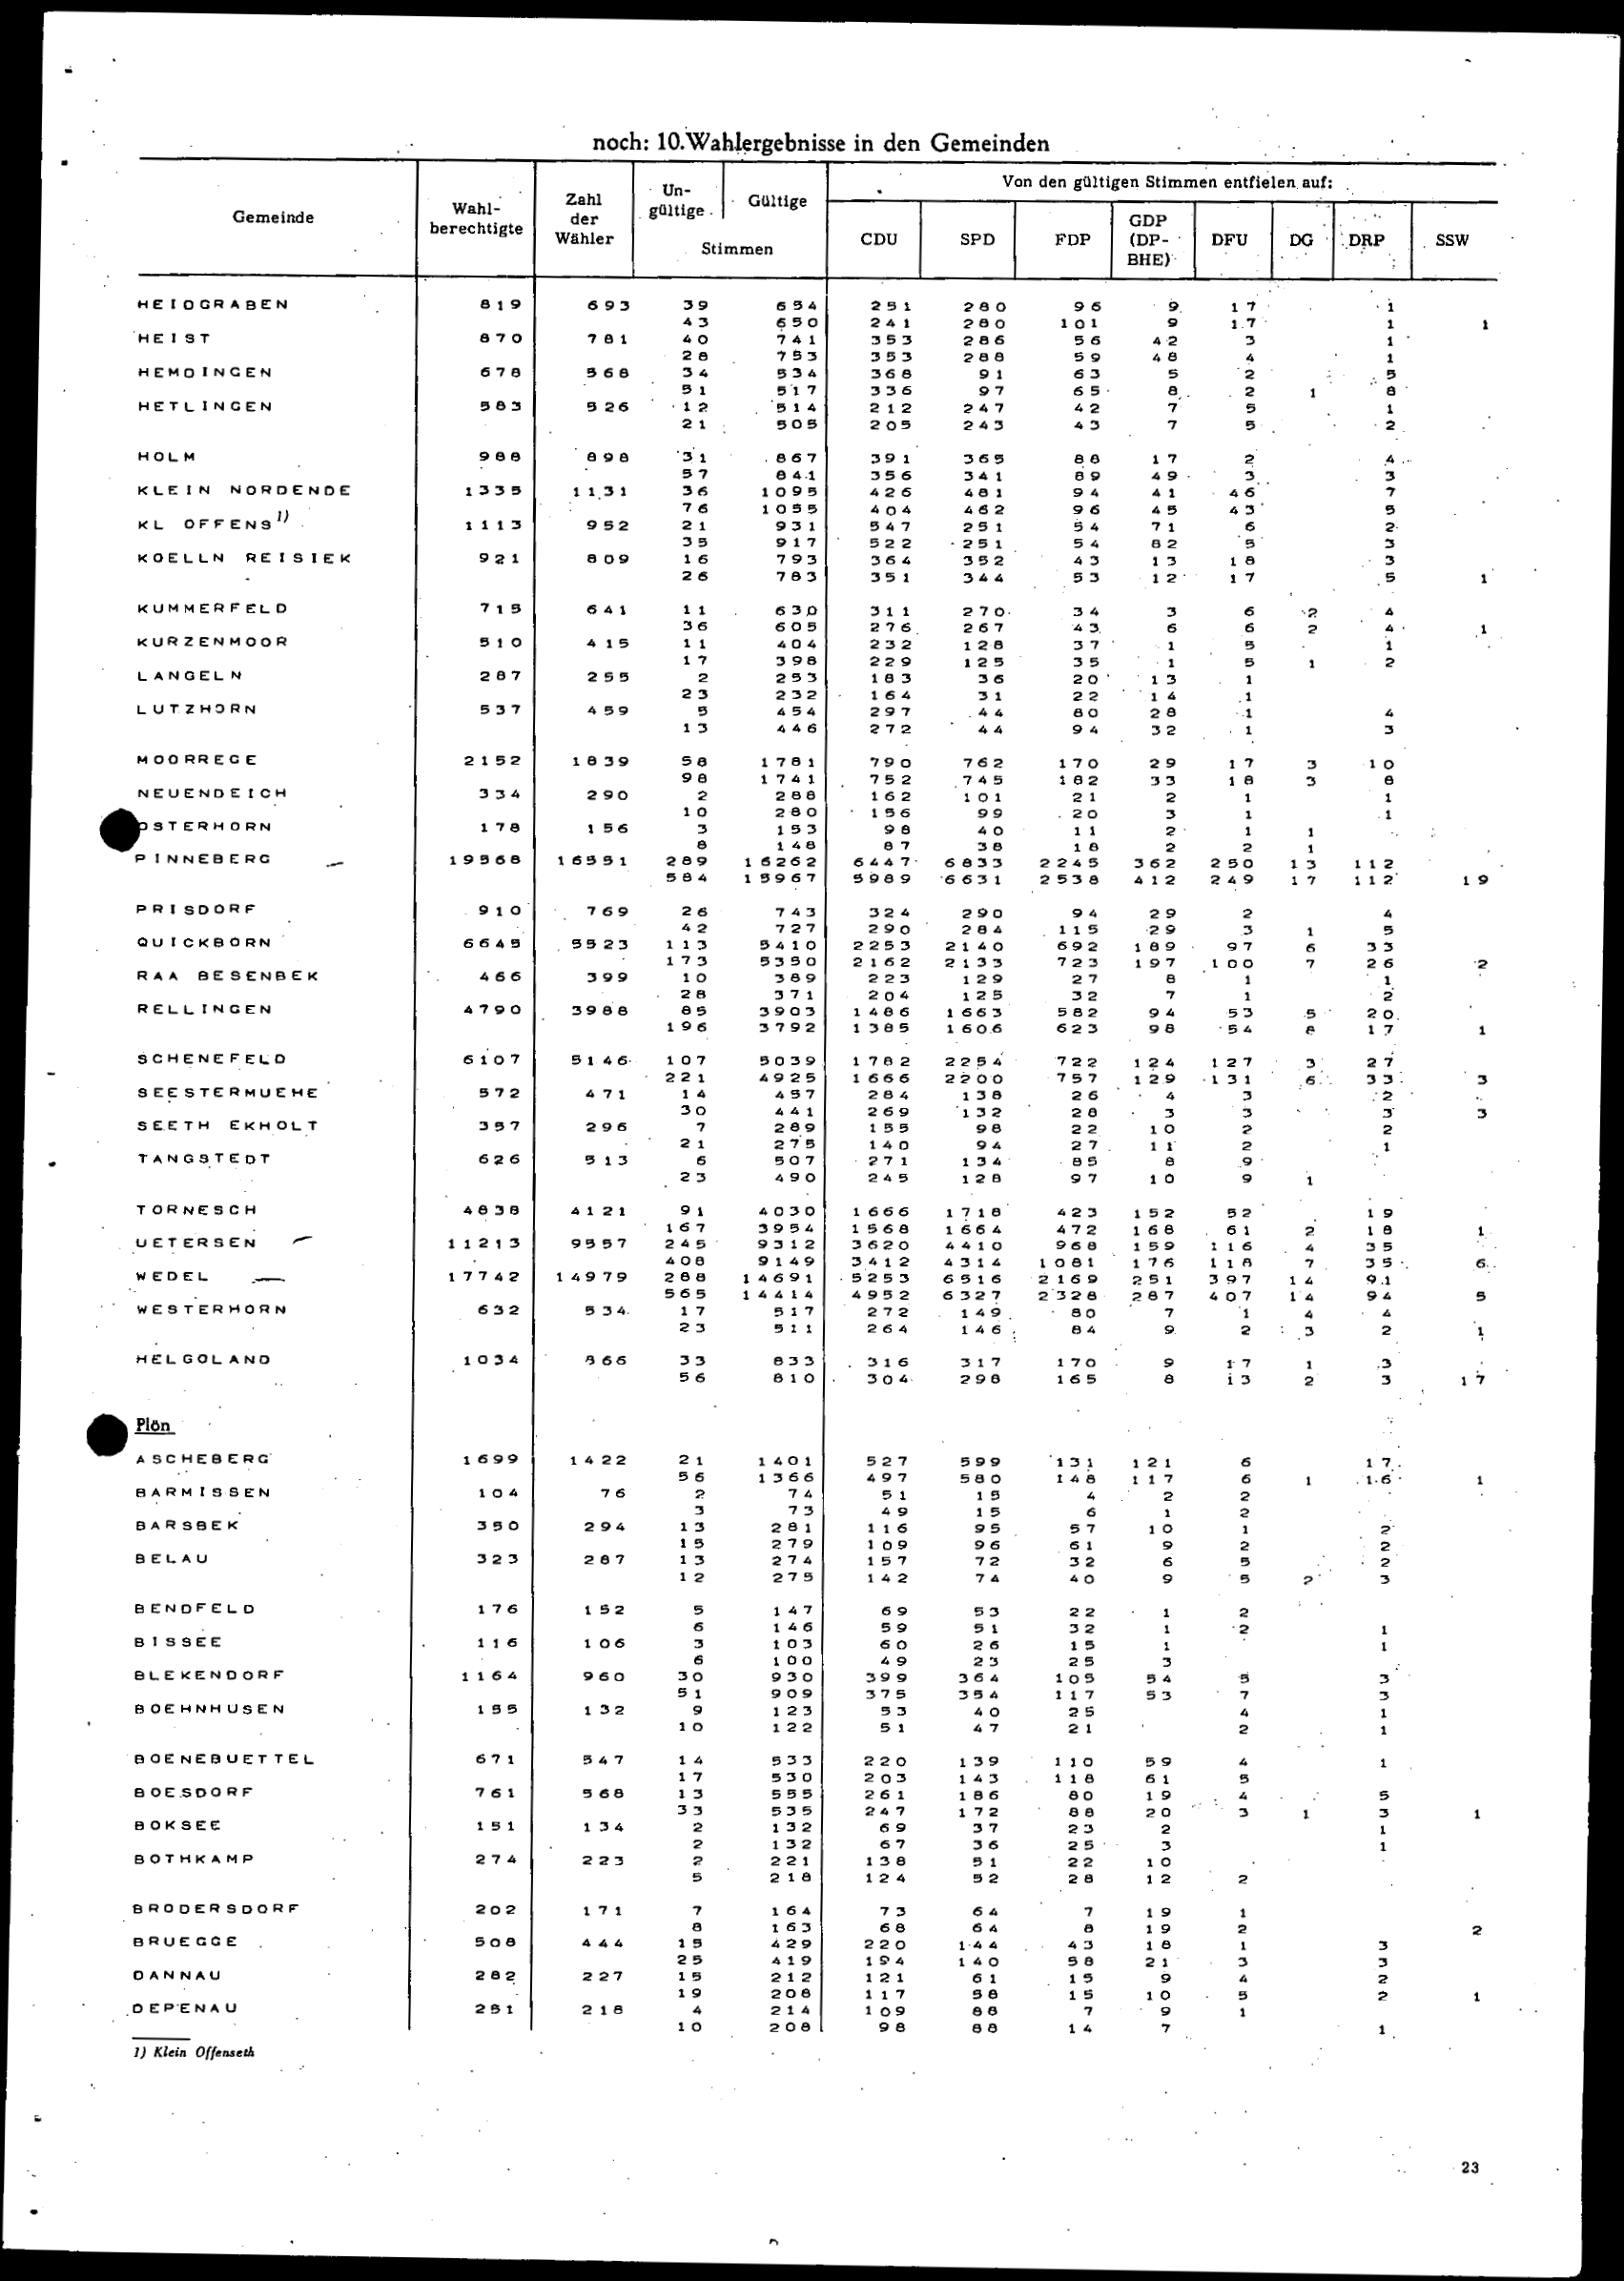 noch: 10.Wahlergebnisse in den Gemeinden
Gemeinde Wahl-berechtigte Zahl der Wähler Un-gültige Gültige Stimmen Von den gültigen Stimmen entfielen auf:
CDU SPD FDP GDP (DP-BHE) DFU DG DRP SSW
HEIDGRABEN 819 693 39 654 251 280 96 9 17 1
43 650 241 280 101 9 17 1 1
HEIST 870 781 40 741 353 286 56 42 3 1
28 753 353 288 59 48 4 1
HEMDINGEN 678 568 34 534 368 91 63 5 2 5
51 517 336 97 65 8 2 1 8
HETLINGEN 583 526 12 514 212 247 42 7 5 1
21 505 205 243 43 7 5 2
HOLM 988 898 31 867 391 365 88 17 2 4
57 841 356 341 89 49 3 3
KLEIN NORDENDE 1335 1131 36 1095 426 481 94 41 46 7
76 1055 404 462 96 45 43 5
KL OFFENS1) 1113 952 21 931 547 251 54 71 6 2
35 917 522 251 54 82 5 3
KOELLN REISIEK 921 809 16 793 364 352 43 13 18 3
26 783 351 344 53 12 17 5 1
KUMMERFELD 715 641 11 630 311 270 34 3 6 2 4
36 605 276 267 43 6 6 2 4 1
KURZENMOOR 510 415 11 404 232 128 37 1 5 1
17 398 229 125 35 1 5 1 2
LANGELN 287 255 2 253 183 36 20 13 1
23 232 164 31 22 14 1
LUTZHORN 537 459 5 454 297 44 80 28 1 4
13 446 272 44 94 32 1 3
MOORREGE 2152 1839 58 1781 790 762 170 29 17 3 10
98 1741 752 745 182 33 18 3 8
NEUENDEICH 334 290 2 288 162 101 21 2 1 1
10 280 156 99 20 3 1 1
OSTERHORN 178 156 3 153 98 40 11 2 1 1
8 148 87 38 18 2 2 1
PINNEBERG 19568 16551 289 16262 6447 6833 2245 362 250 13 112
584 15967 5989 6631 2538 412 249 17 112 19
PRISDORF 910 769 26 743 324 290 94 29 2 4
42 727 290 284 115 29 3 1 5
QUICKBORN 6645 5523 113 5410 2253 2140 692 189 97 6 33
173 5350 2162 2133 723 197 100 7 26 2
RAA BESENBEK 466 399 10 389 223 129 27 8 1 1
28 371 204 125 32 7 1 2
RELLINGEN 4790 3988 85 3903 1486 1663 582 94 53 5 20
196 3792 1385 1606 623 98 54 8 17 1
SCHENEFELD 6107 5146 107 5039 1782 2254 722 124 127 3 27
221 4925 1666 2200 757 129 131 6 33 3
SEESTERMUEHE 572 471 14 457 284 138 26 4 3 2
30 441 269 132 28 3 3 3 3
SEETH EKHOLT 357 296 7 289 155 98 22 10 2 2
21 275 140 94 27 11 2 1
TANGSTEDT 626 513 6 507 271 134 85 8 9
23 490 245 128 97 10 9 1
TORNESCH 4838 4121 91 4030 1666 1718 423 152 52 19
167 3954 1568 1664 472 168 61 2 18 1
UETERSEN 11213 9557 245 9312 3620 4410 968 159 116 4 35
408 9149 3412 4314 1081 176 118 7 35 6
WEDEL 17742 14979 288 14691 5253 6516 2169 251 397 14 91
565 14414 4952 6327 2328 287 407 14 94 5
WESTERHORN 632 534 17 517 272 149 80 7 1 4 4
23 511 264 146 84 9 2 3 2 1
HELGOLAND 1034 866 33 833 316 317 170 9 17 1 3
56 810 304 298 165 8 13 2 3 17
Plön
ASCHEBERG 1699 1422 21 1401 527 599 131 121 6 17
56 1366 497 580 148 117 6 1 16 1
BARMISSEN 104 76 2 74 51 15 4 2 2
3 73 49 15 6 1 2
BARSBEK 350 294 13 281 116 95 57 10 1 2
15 279 109 96 61 9 2 2
BELAU 323 287 13 274 157 72 32 6 5 2
12 275 142 74 40 9 5 2 3
BENDFELD 176 152 5 147 69 53 22 1 2
6 146 59 51 32 1 2 1
BISSEE 116 106 3 103 60 26 15 1 1
6 100 49 23 25 3
BLEKENDORF 1164 960 30 930 399 364 105 54 5 3
51 909 375 354 117 53 7 3
BOEHNHUSEN 155 132 9 123 53 40 25 4 1
10 122 51 47 21 2 1
BOENEBUETTEL 671 547 14 533 220 139 110 59 4 1
17 530 203 143 118 61 5
BOESDORF 761 568 13 555 261 186 80 19 4 5
33 535 247 172 88 20 3 1 3 1
BOKSEE 151 134 2 132 69 37 23 2 1
2 132 67 36 25 3 1
BOTHKAMP 274 223 2 221 138 51 22 10
5 218 124 52 28 12 2
BRODERSDORF 202 171 7 164 73 64 7 19 1
8 163 68 64 8 19 2 2
BRUEGGE 508 444 15 429 220 144 43 18 1 3
25 419 194 140 58 21 3 3
DANNAU 282 227 15 212 121 61 15 9 4 2
19 208 117 58 15 10 5 2 1
DEPENAU 251 218 4 214 109 88 7 9 1
10 208 98 88 14 7 1
1) Klein Offenseth
23